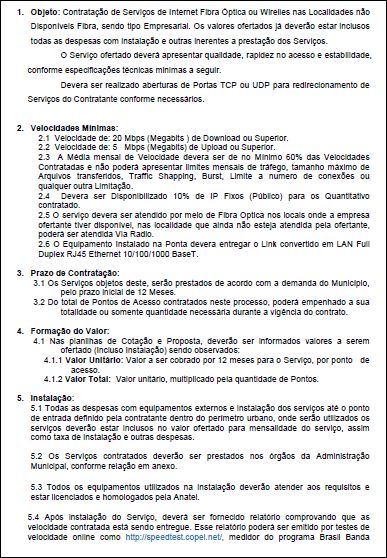 1. Objeto: Contratação de Serviços de Internet Fibra Óptica ou Wirelles nas Localidades não
Disponíveis Fibra, sendo tipo Empresarial. Os valores ofertados já deverão estar inclusos
todas as despesas com instalação e outras inerentes a prestação dos Serviços.
O Serviço ofertado deverá apresentar qualidade, rapidez no acesso e estabilidade,
conforme especificações técnicas mínimas a seguir.
Devera ser realizado aberturas de Portas TCP ou UDP para redirecionamento
de Serviços do Contratante conforme necessários.
2. Velocidades Mínimas:
2.1 Velocidade de: 20 Mbps (Megabits ) de Download ou Superior.
2.2 Velocidade de: 5 Mbps (Megabits) de Upload ou Superior.
2.3 A Média mensal de Velocidade devera ser de no Mínimo 60% das Velocidades
Contratadas e não poderá apresentar limites mensais de tráfego, tamanho máximo de
Arquivos transferidos, Traffic Shapping, Burst, Limite a numero de conexões ou
qualquer outra Limitação.
2.4 Devera ser Disponibilizado 10% de IP Fixos (Público) para os Quantitativo
contratado.
2.5 O serviço devera ser atendido por meio de Fibra Optica nos locais onde a empresa
ofertante tiver disponível, nas localidade que ainda não esteja atendida pela ofertante,
poderá ser atendida Via Radio.
2.6 O Equipamento Instalado na Ponta devera entregar o Link convertido em LAN Full
Duplex RJ45 Ethernet 10/100/1000 BaseT.
3. Prazo de Contratação:
3.1 Os Serviços objetos deste, serão prestados de acordo com a demanda do Município,
pelo prazo inicial de 12 Meses.
3.2 Do total de Pontos de Acesso contratados neste processo, poderá empenhado a sua
totalidade ou somente quantidade necessária durante a vigência do contrato.
4. Formação do Valor:
4.1 Nas planilhas de Cotação e Proposta, deverão ser informados valores a serem
ofertado (incluso Instalação) sendo observados:
4.1.1 Valor Unitário: Valor a ser cobrado por 12 meses para o Serviço, por ponto de
acesso.
4.1.2 Valor Total: Valor unitário, multiplicado pela quantidade de Pontos.
5. Instalação:
5.1 Todas as despesas com equipamentos externos e instalação dos serviços até o ponto
de entrada definido pela contratante dentro do perímetro urbano, onde serão utilizados os
serviços deverão estar inclusos no valor ofertado para mensalidade do serviço, assim
como taxa de Instalação e outras despesas.
5.2 Os Serviços contratados deverão ser prestados nos órgãos da Administração
Municipal, conforme relação em anexo.
5.3 Todos os equipamentos utilizados na instalação deverão atender aos requisitos e
estar licenciados e homologados pela Anatel.
5.4 Após instalação do Serviço, deverá ser fornecido relatório comprovando que as
velocidade contratada está sendo entregue. Esse relatório poderá ser emitido por testes de
velocidade online como http://speedtest.copel.net/, medidor do programa Brasil Banda